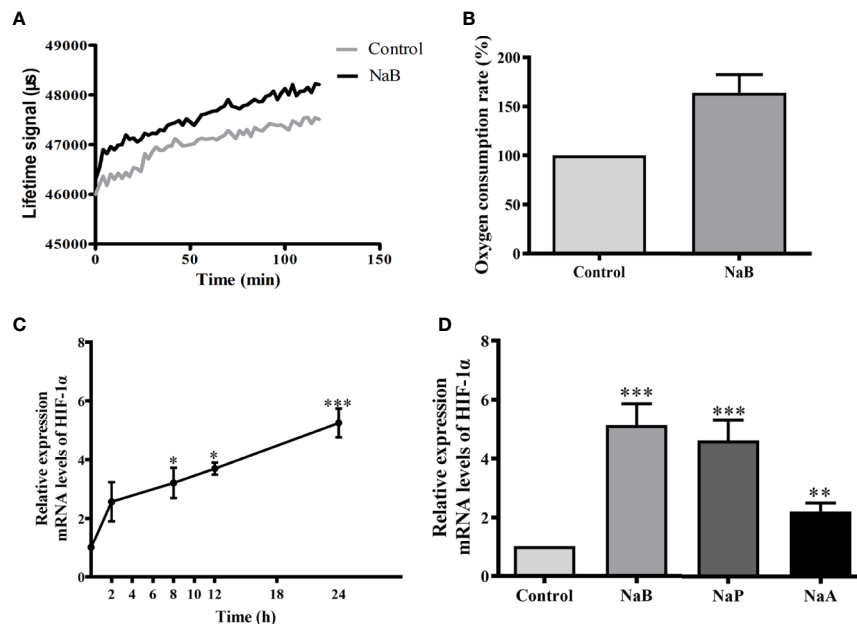 A
49000
48000
47000
46000
45000
Lifetime signal (µs)
Control
NaB
0
50
100
150
Time (min)
B
200
150
100
50
0
Oxygen consumption rate (%)
Control
NaB
C
8
6
4
2
0
Relative expression
mRNA levels of HIF-1α
*
*
***
2
4
6
8
10
12
18
24
Time (h)
D
8
6
4
2
0
Relative expression
mRNA levels of HIF-1α
***
***
**
Control
NaB
NaP
NaA